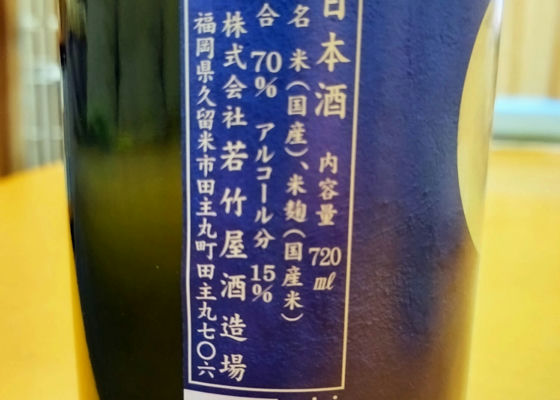 日本酒 内容量 720ml
名 米(国産)、米麹(国産米)
合 70% アルコール分 15%
株式会社 若竹屋酒造場
福岡県久留米市田主丸町田主丸七〇六